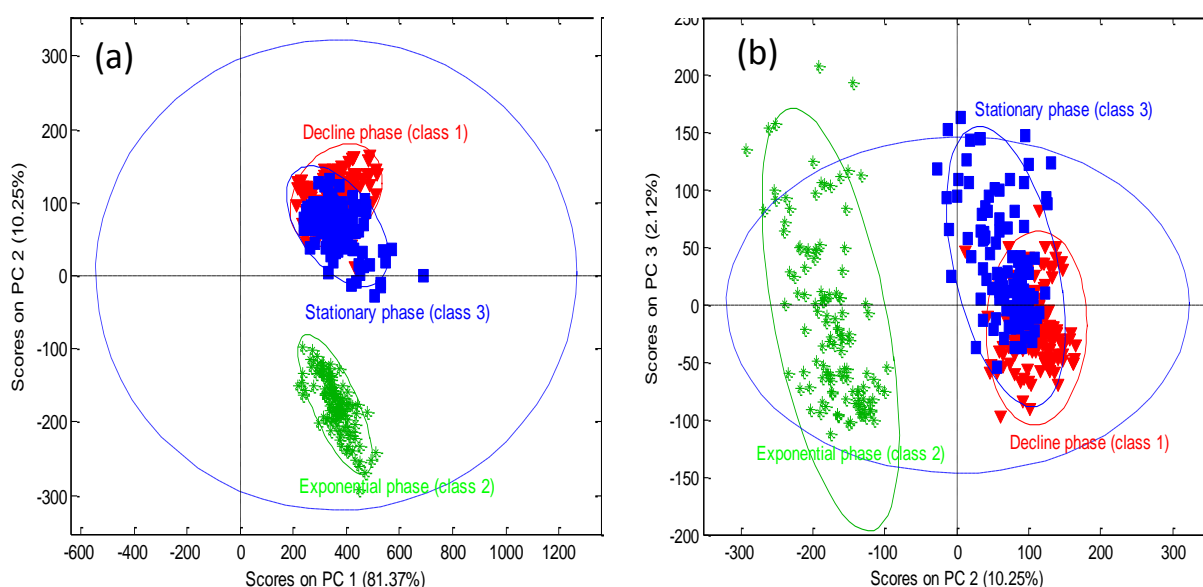 (a)
300
200
100
0
-100
-200
-300
Scores on PC 2 (10.25%)
Decline phase (class 1)
Stationary phase (class 3)
Exponential phase (class 2)
-600 -400 -200 0 200 400 600 800 1000 1200
Scores on PC 1 (81.37%)
(b)
250
200
150
100
50
0
-50
-100
-150
-200
Scores on PC 3 (2.12%)
Stationary phase (class 3)
Decline phase (class 1)
Exponential phase (class 2)
-300 -200 -100 0 100 200 300
Scores on PC 2 (10.25%)